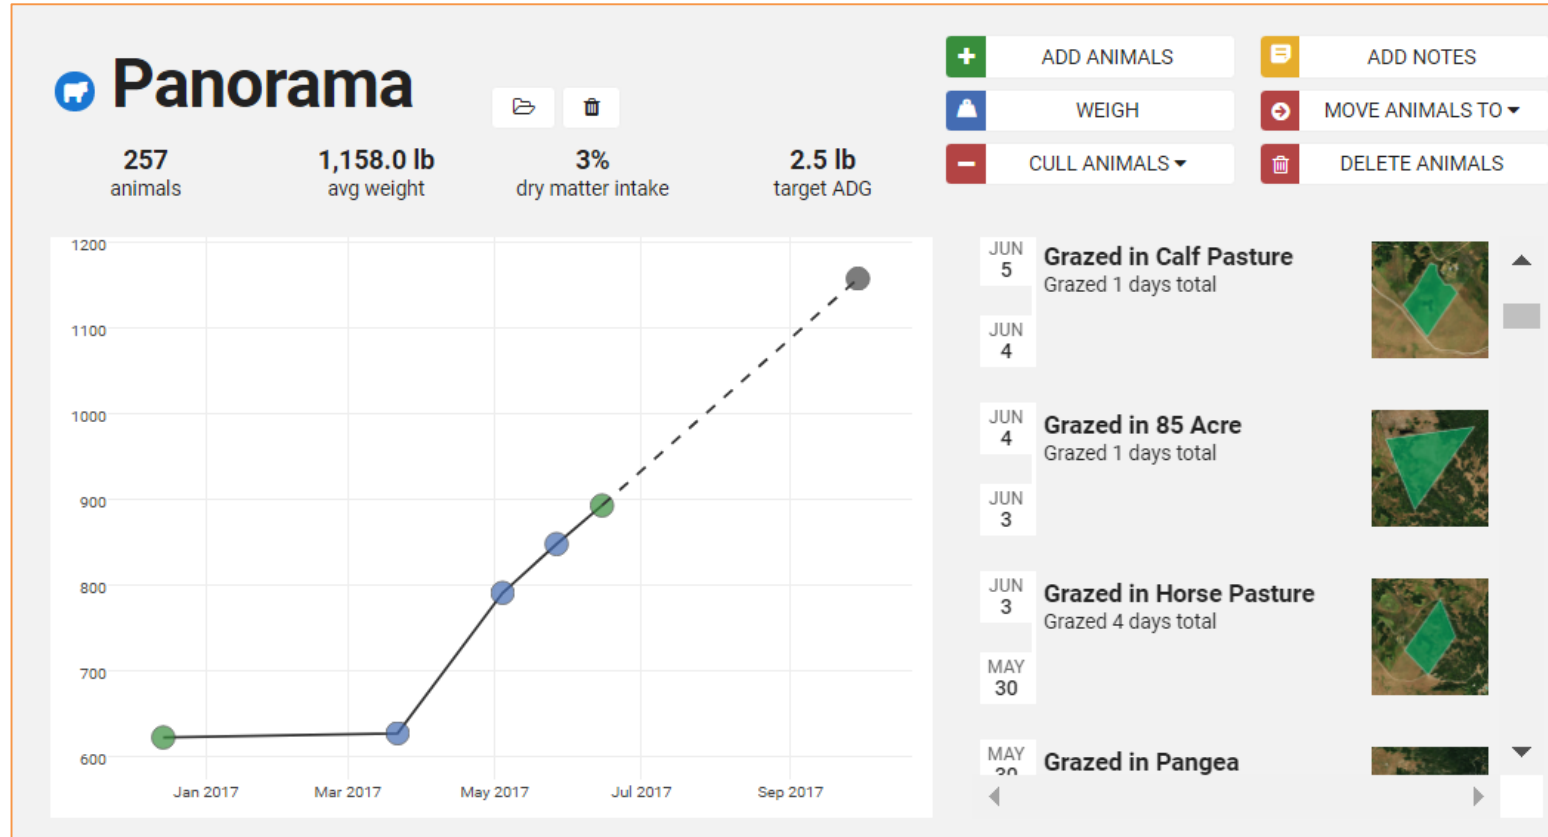 Panorama
257
animals
1,158.0 lb
avg weight
3%
dry matter intake
2.5 lb
target ADG
ADD ANIMALS
ADD NOTES
WEIGH
MOVE ANIMALS TO
CULL ANIMALS
DELETE ANIMALS
1200
1100
1000
900
800
700
600
Jan 2017
Mar 2017
May 2017
Jul 2017
Sep 2017
JUN
5
Grazed in Calf Pasture
Grazed 1 days total
JUN
4
JUN
4
Grazed in 85 Acre
Grazed 1 days total
JUN
3
JUN
3
Grazed in Horse Pasture
Grazed 4 days total
MAY
30
MAY
30
Grazed in Pangea